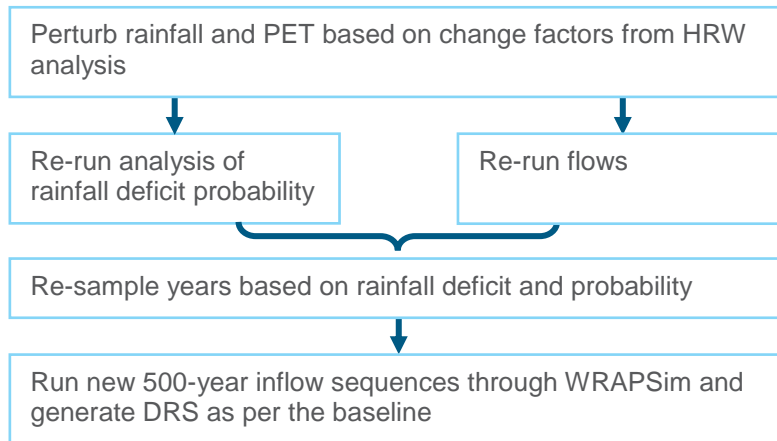 Perturb rainfall and PET based on change factors from HRW
analysis
Re-run analysis of
rainfall deficit probability
Re-run flows
Re-sample years based on rainfall deficit and probability
Run new 500-year inflow sequences through WRAPSim and
generate DRS as per the baseline